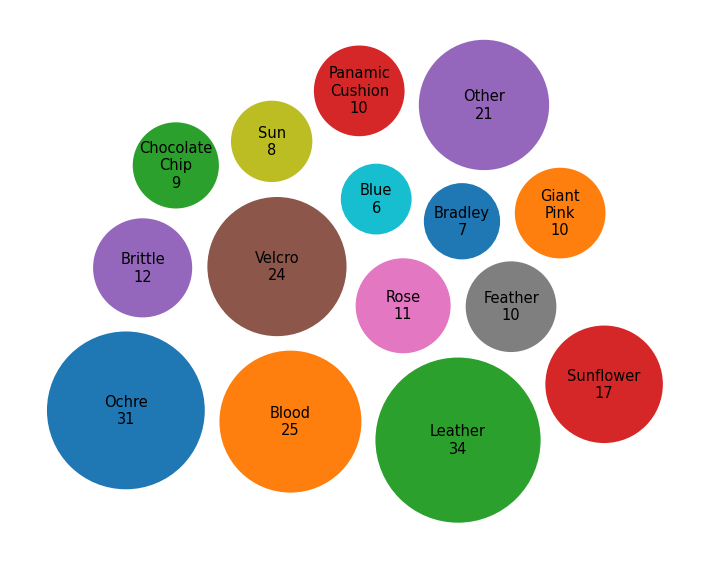 Panamic
Cushion
10
Other
21
Sun
8
Chocolate
Chip
9
Blue
6
Bradley
7
Giant
Pink
10
Brittle
12
Velcro
24
Rose
11
Feather
10
Sunflower
17
Ochre
31
Blood
25
Leather
34